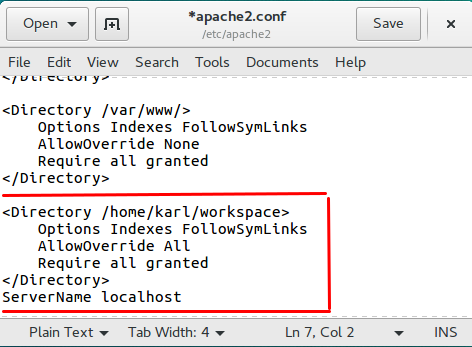 Open
*apache2.conf
/etc/apache2
Save
File Edit View Search Tools Documents Help
</Directory>
<Directory /var/www/>
    Options Indexes FollowSymLinks
    AllowOverride None
    Require all granted
</Directory>
<Directory /home/karl/workspace>
    Options Indexes FollowSymLinks
    AllowOverride All
    Require all granted
</Directory>
ServerName localhost
Plain Text Tab Width: 4 Ln 7, Col 2 INS